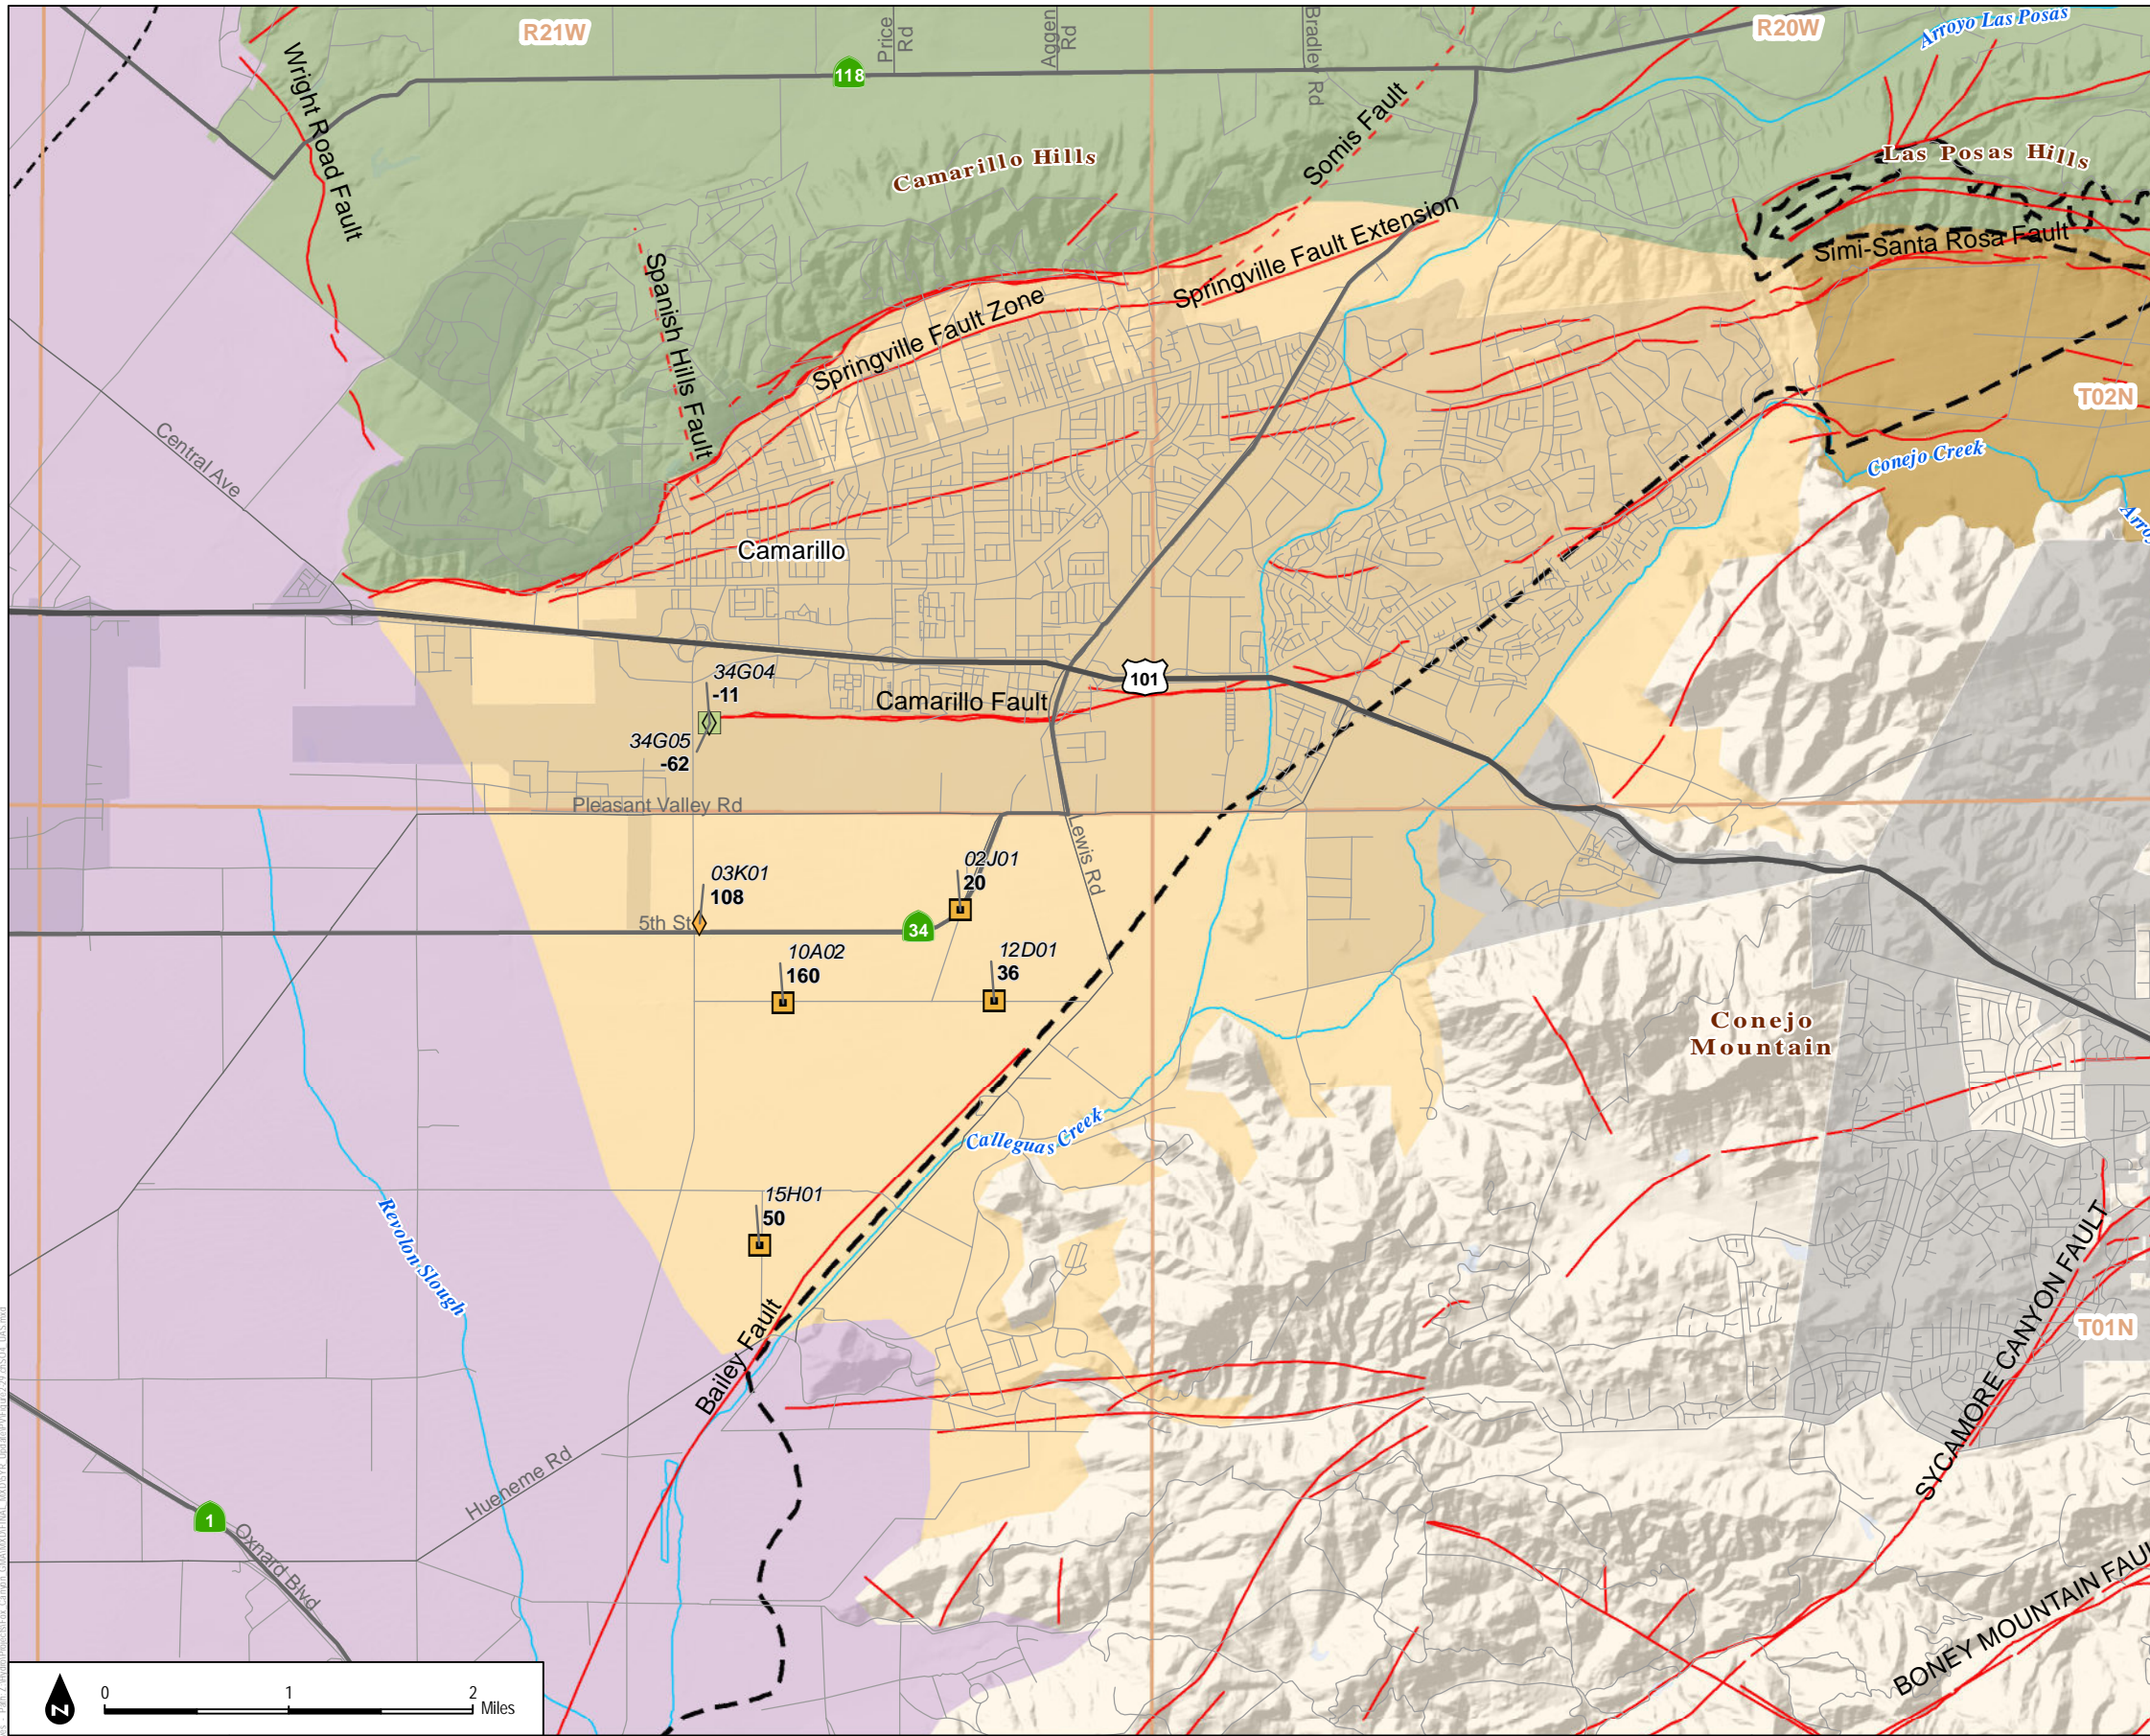 R21W
Price
Rd
Aggen
Rd
Bradley Rd
R20W
Arroyo Las Posas
118
Wright Road Fault
Camarillo Hills
Somis Fault
Las Posas Hills
Springville Fault Extension
Simi-Santa Rosa Fault
Spanish Hills Fault
Springville Fault Zone
T02N
Central Ave
Conejo Creek
Camarillo
34G04
-11
101
Camarillo Fault
34G05
-62
Pleasant Valley Rd
Lewis Rd
02J01
20
03K01
108
5th St
34
10A02
160
12D01
36
Conejo
Mountain
Calleguas Creek
15H01
50
Revolon Slough
Bailey Fault
SYCAMORE CANYON FAULT
T01N
Hueneme Rd
1
Oxnard Blvd
BONEY MOUNTAIN FAU
N
0 1 2 Miles